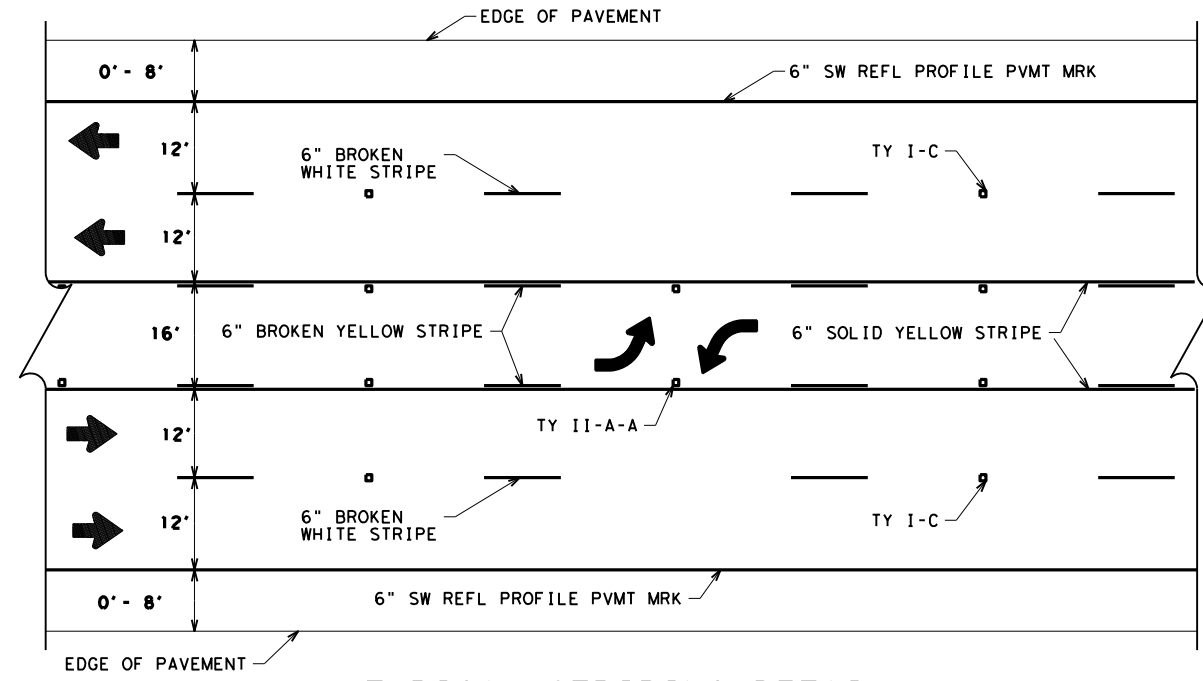 EDGE OF PAVEMENT
0' - 8'
6" SW REFL PROFILE PVMT MRK
12'
6" BROKEN
WHITE STRIPE
TY I-C
12'
16'
6" BROKEN YELLOW STRIPE
6" SOLID YELLOW STRIPE
TY II-A-A
12'
12'
6" BROKEN
WHITE STRIPE
TY I-C
0' - 8'
6" SW REFL PROFILE PVMT MRK
EDGE OF PAVEMENT